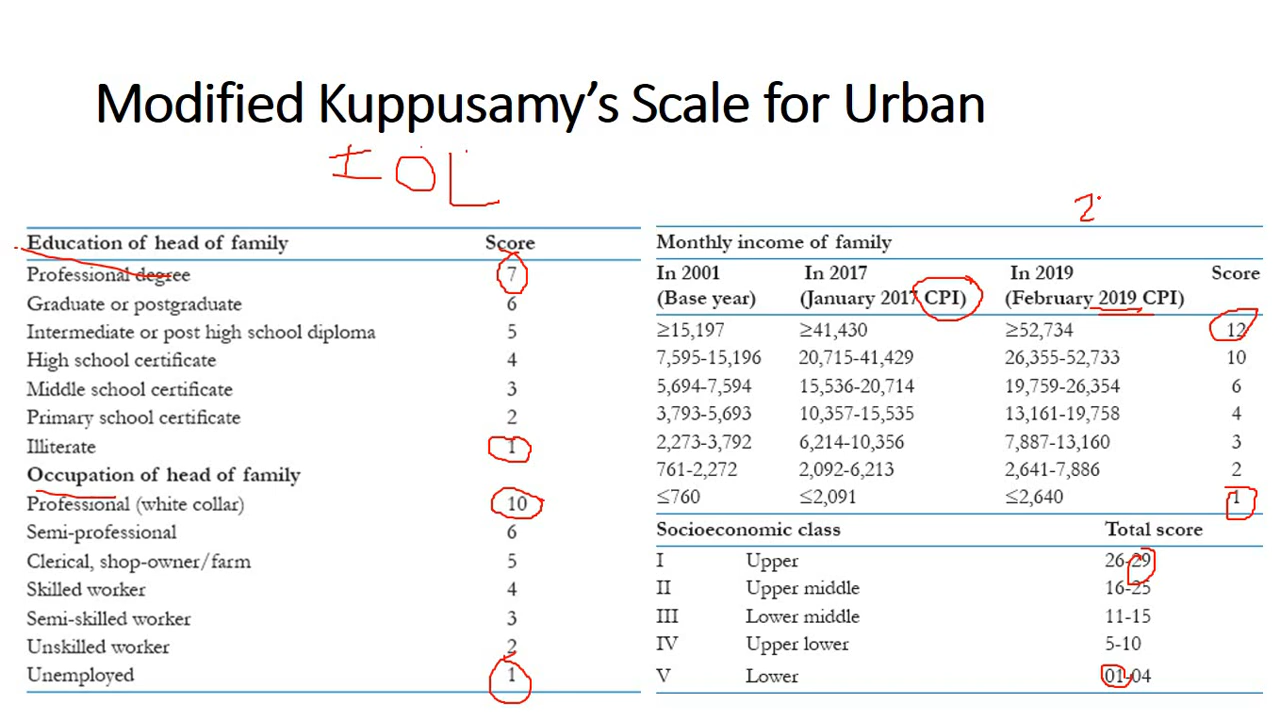 Modified Kuppusamy's Scale for Urban
I O L
2
Education of head of family Score
Professional degree 7
Graduate or postgraduate 6
Intermediate or post high school diploma 5
High school certificate 4
Middle school certificate 3
Primary school certificate 2
Illiterate 1
Occupation of head of family
Professional (white collar) 10
Semi-professional 6
Clerical, shop-owner/farm 5
Skilled worker 4
Semi-skilled worker 3
Unskilled worker 2
Unemployed 1
Monthly income of family
In 2001 In 2017 In 2019 Score
(Base year) (January 2017 CPI) (February 2019 CPI)
≥15,197 ≥41,430 ≥52,734 12
7,595-15,196 20,715-41,429 26,355-52,733 10
5,694-7,594 15,536-20,714 19,759-26,354 6
3,793-5,693 10,357-15,535 13,161-19,758 4
2,273-3,792 6,214-10,356 7,887-13,160 3
761-2,272 2,092-6,213 2,641-7,886 2
≤760 ≤2,091 ≤2,640 1
Socioeconomic class Total score
I Upper 26-29
II Upper middle 16-25
III Lower middle 11-15
IV Upper lower 5-10
V Lower 01-04